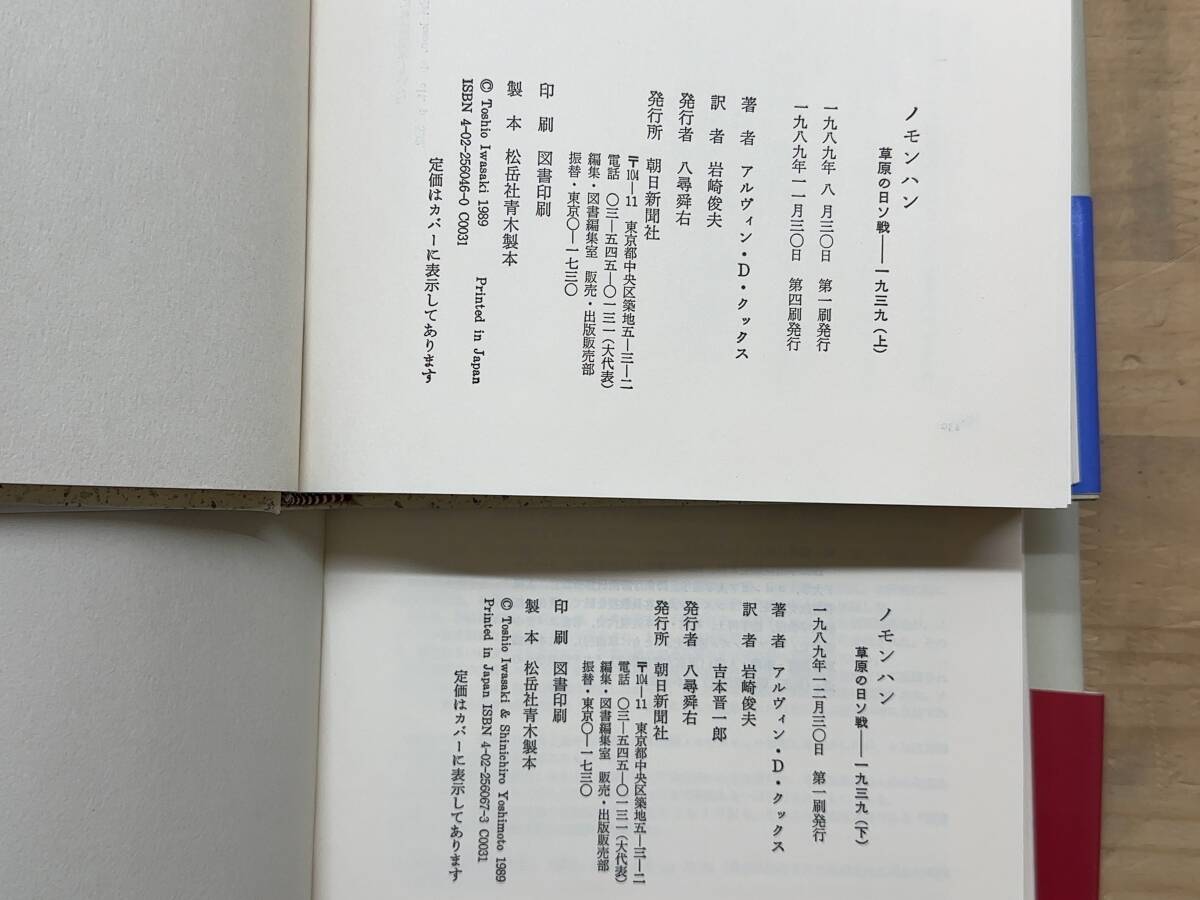 ノモンハン
草原の日ソ戦——一九三九（上）
一九八九年 八 月三〇日　第一刷発行
一九八九年一一月三〇日　第四刷発行
著　者　アルヴィン・D・クックス
訳　者　岩崎俊夫
発行者　八尋舜右
発行所　朝日新聞社
〒104—11　東京都中央区築地五—三—二
電話　〇三—五四五—〇一三一（大代表）
編集・図書編集室　販売・出版販売部
振替・東京〇—一七三〇
印　刷　図書印刷
製　本　松岳社青木製本
© Toshio Iwasaki 1989　Printed in Japan
ISBN 4-02-256046-0 C0031
定価はカバーに表示してあります
ノモンハン
草原の日ソ戦——一九三九（下）
一九八九年一二月三〇日　第一刷発行
著　者　アルヴィン・D・クックス
訳　者　岩崎俊夫
吉本晋一郎
発行者　八尋舜右
発行所　朝日新聞社
〒104—11　東京都中央区築地五—三—二
電話　〇三—五四五—〇一三一（大代表）
編集・図書編集室　販売・出版販売部
振替・東京〇—一七三〇
印　刷　図書印刷
製　本　松岳社青木製本
© Toshio Iwasaki & Shinichiro Yoshimoto 1989
Printed in Japan ISBN 4-02-256067-3 C0031
定価はカバーに表示してあります